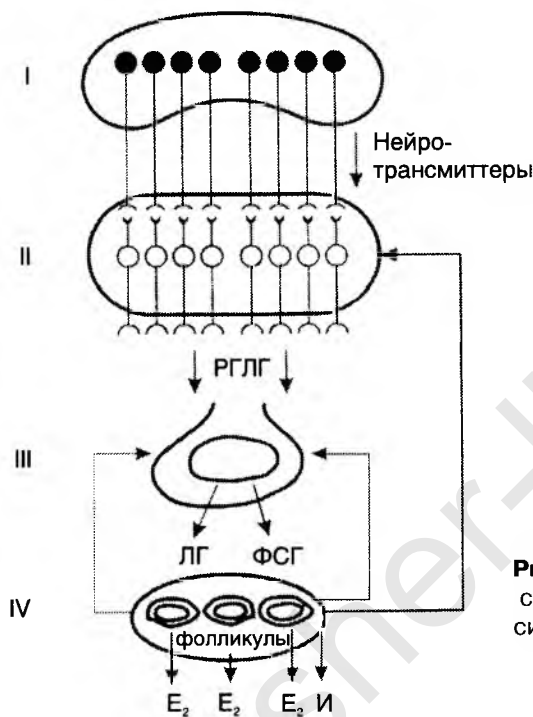 I
Нейро-
трансмиттеры
II
РГЛГ
III
ЛГ ФСГ
IV
фолликулы
E₂ E₂ E₂ И